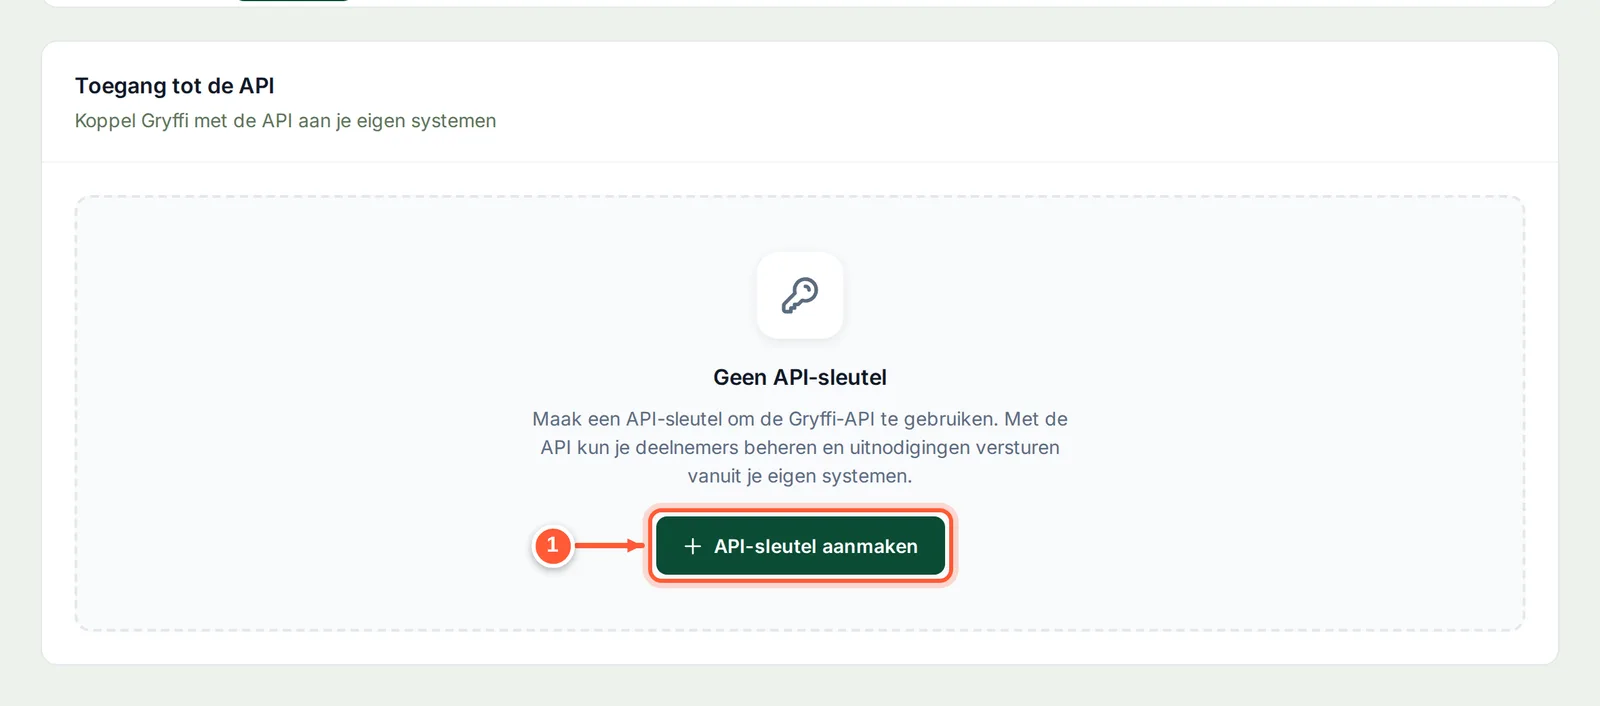 Toegang tot de API
Koppel Gryffi met de API aan je eigen systemen
Geen API-sleutel
Maak een API-sleutel om de Gryffi-API te gebruiken. Met de
API kun je deelnemers beheren en uitnodigingen versturen
vanuit je eigen systemen.
1
+ API-sleutel aanmaken